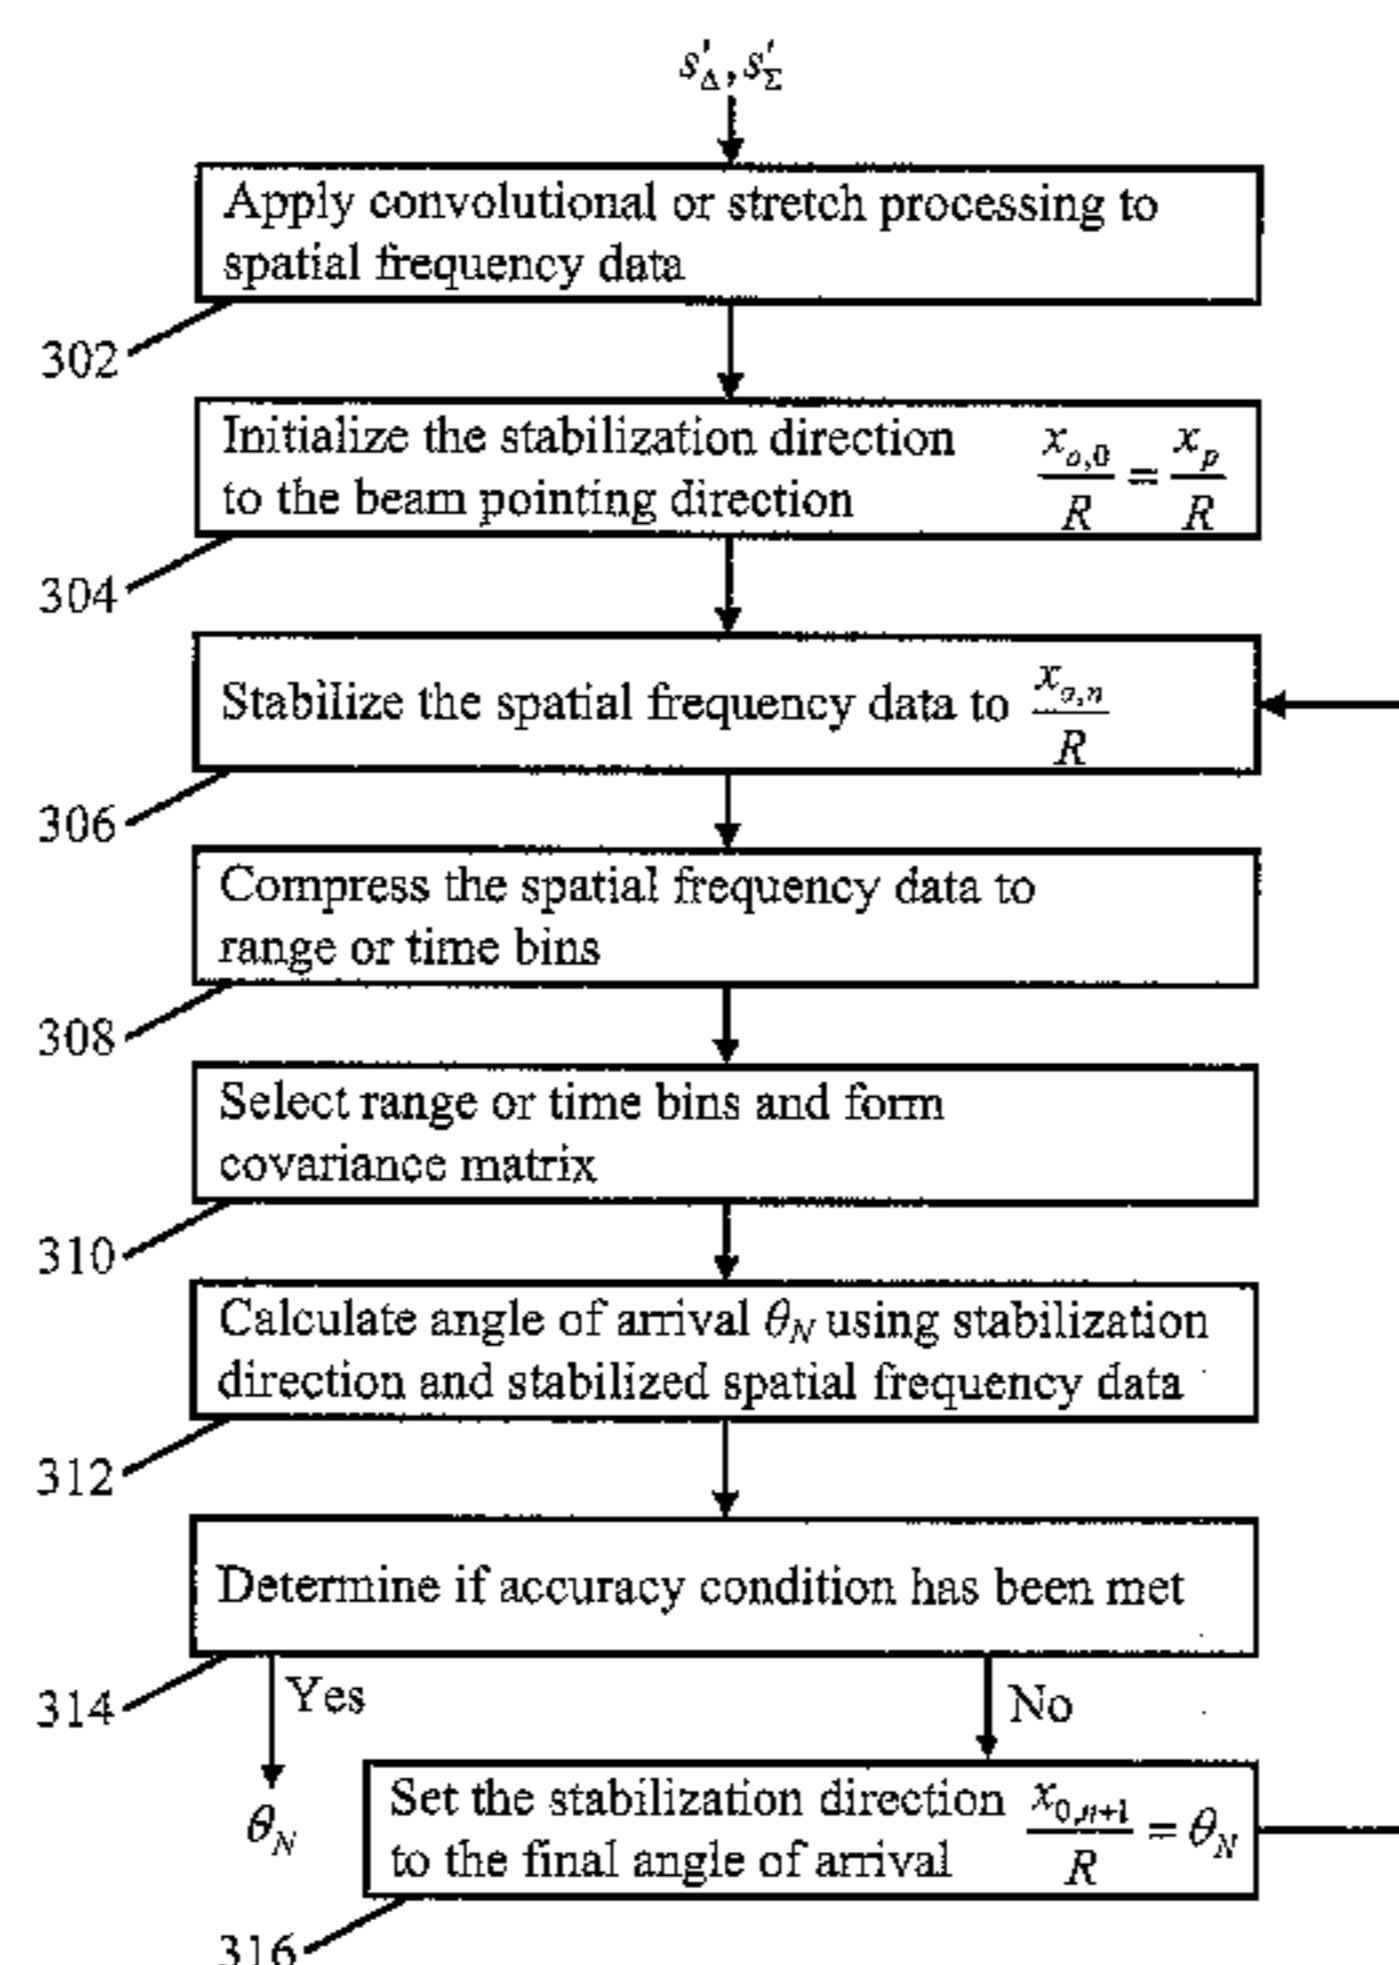 s′_Δ, s′_Σ
Apply convolutional or stretch processing to
spatial frequency data
302
Initialize the stabilization direction
to the beam pointing direction
x_{o,0}/R = x_p/R
304
Stabilize the spatial frequency data to x_{o,n}/R
306
Compress the spatial frequency data to
range or time bins
308
Select range or time bins and form
covariance matrix
310
Calculate angle of arrival θ_N using stabilization
direction and stabilized spatial frequency data
312
Determine if accuracy condition has been met
314
Yes
No
θ_N
Set the stabilization direction
to the final angle of arrival
x_{0,n+1}/R = θ_N
316